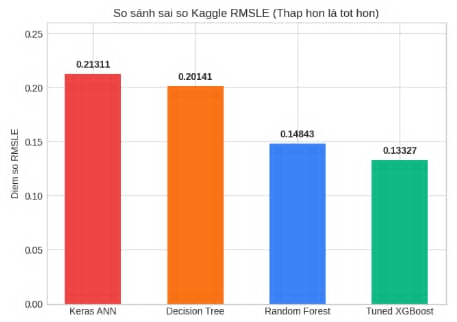 So sánh sai so Kaggle RMSLE (Thap hon là tot hon)
Diem so RMSLE
0.25
0.20
0.15
0.10
0.05
0.00
0.21311
0.20141
0.14843
0.13327
Keras ANN
Decision Tree
Random Forest
Tuned XGBoost